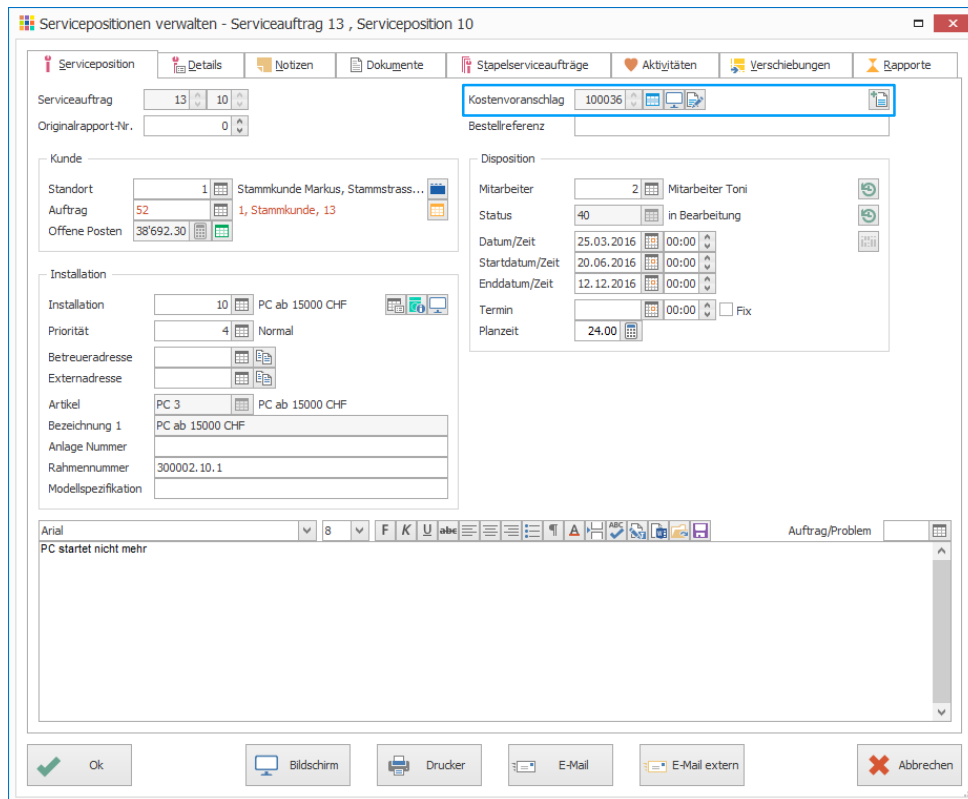 Servicepositionen verwalten - Serviceauftrag 13 , Serviceposition 10
Serviceposition Details Notizen Dokumente Stapelserviceaufträge Aktivitäten Verschiebungen Rapporte
Serviceauftrag 13 10 Kostenvoranschlag 100036
Originalrapport-Nr. 0 Bestellreferenz
Kunde
Standort 1 Stammkunde Markus, Stammstrass...
Auftrag 52 1, Stammkunde, 13
Offene Posten 38'692.30
Disposition
Mitarbeiter 2 Mitarbeiter Toni
Status 40 in Bearbeitung
Datum/Zeit 25.03.2016 00:00
Startdatum/Zeit 20.06.2016 00:00
Enddatum/Zeit 12.12.2016 00:00
Termin 00:00 Fix
Planzeit 24.00
Installation
Installation 10 PC ab 15000 CHF
Priorität 4 Normal
Betreueradresse
Externadresse
Artikel PC 3 PC ab 15000 CHF
Bezeichnung 1 PC ab 15000 CHF
Anlage Nummer
Rahmennummer 300002.10.1
Modellspezifikation
Arial 8 F K U abc A ABC Auftrag/Problem
PC startet nicht mehr
Ok Bildschirm Drucker E-Mail E-Mail extern Abbrechen